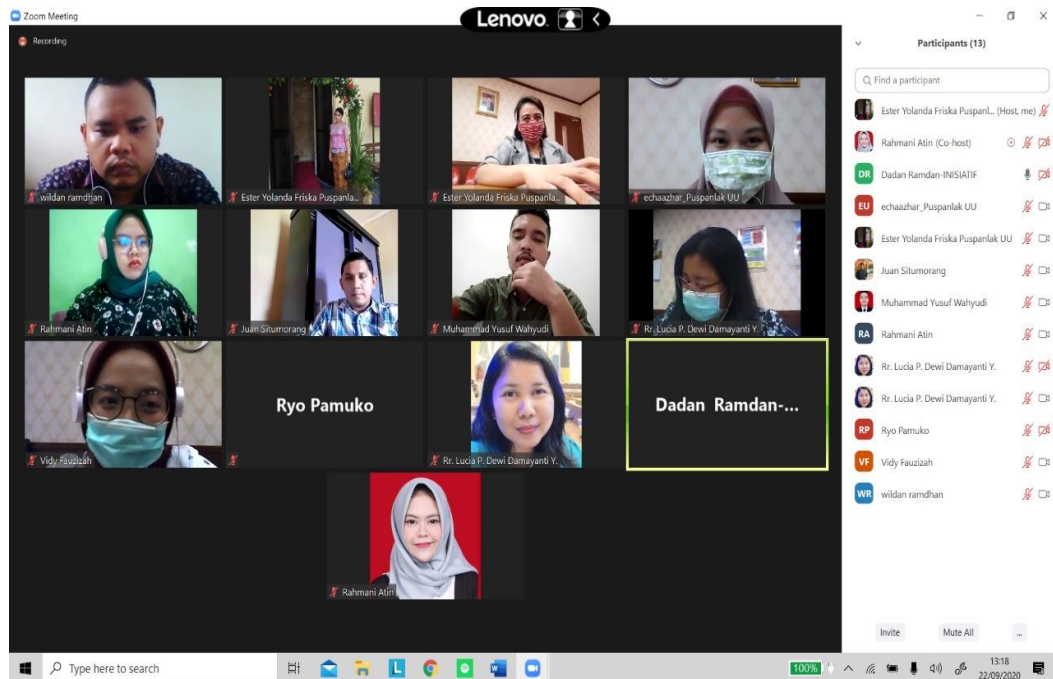 Zoom Meeting
Lenovo
Recording
wildan ramdhan
Ester Yolanda Friska Puspanla...
Ester Yolanda Friska Puspanla...
echaazhar_Puspanlak UU
Rahmani Atin
Juan Situmorang
Muhammad Yusuf Wahyudi
Rr. Lucia P. Dewi Damayanti Y.
Vidy Fauzizah
Ryo Pamuko
Rr. Lucia P. Dewi Damayanti Y.
Dadan Ramdan-...
Rahmani Atin
Participants (13)
Find a participant
Ester Yolanda Friska Puspanl... (Host, me)
Rahmani Atin (Co-host)
DR Dadan Ramdan-INISIATIF
EU echaazhar_Puspanlak UU
Ester Yolanda Friska Puspanlak UU
Juan Situmorang
Muhammad Yusuf Wahyudi
RA Rahmani Atin
Rr. Lucia P. Dewi Damayanti Y.
Rr. Lucia P. Dewi Damayanti Y.
RP Ryo Pamuko
VF Vidy Fauzizah
WR wildan ramdhan
Invite Mute All ...
Type here to search
100%
13:18
22/09/2020